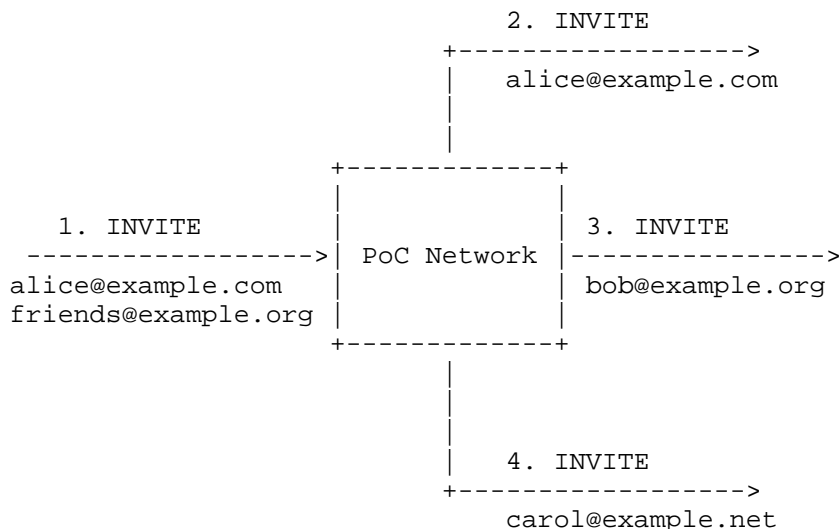 2. INVITE
alice@example.com
1. INVITE
PoC Network
3. INVITE
alice@example.com
friends@example.org
bob@example.org
4. INVITE
carol@example.net